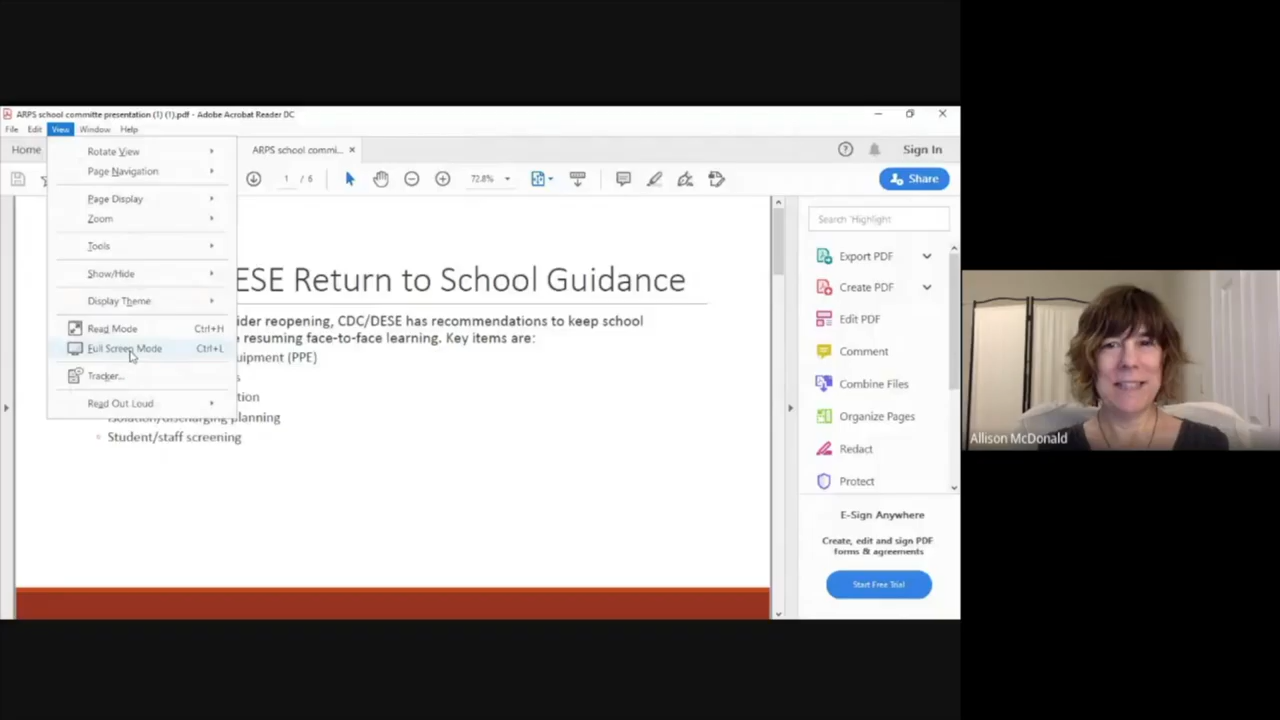 ARPS school committe presentation (1) (1).pdf - Adobe Acrobat Reader DC
File Edit View Window Help
Home
ARPS school commi...
Sign In
1 / 6
72.8%
Share
Rotate View
Page Navigation
Page Display
Zoom
Tools
Show/Hide
Display Theme
Read Mode Ctrl+H
Full Screen Mode Ctrl+L
Tracker...
Read Out Loud
ESE Return to School Guidance
ider reopening, CDC/DESE has recommendations to keep school
resuming face-to-face learning. Key items are:
uipment (PPE)
Isolation/discharging planning
Student/staff screening
Search 'Highlight
Export PDF
Create PDF
Edit PDF
Comment
Combine Files
Organize Pages
Redact
Protect
E-Sign Anywhere
Create, edit and sign PDF
forms & agreements
Start Free Trial
Allison McDonald